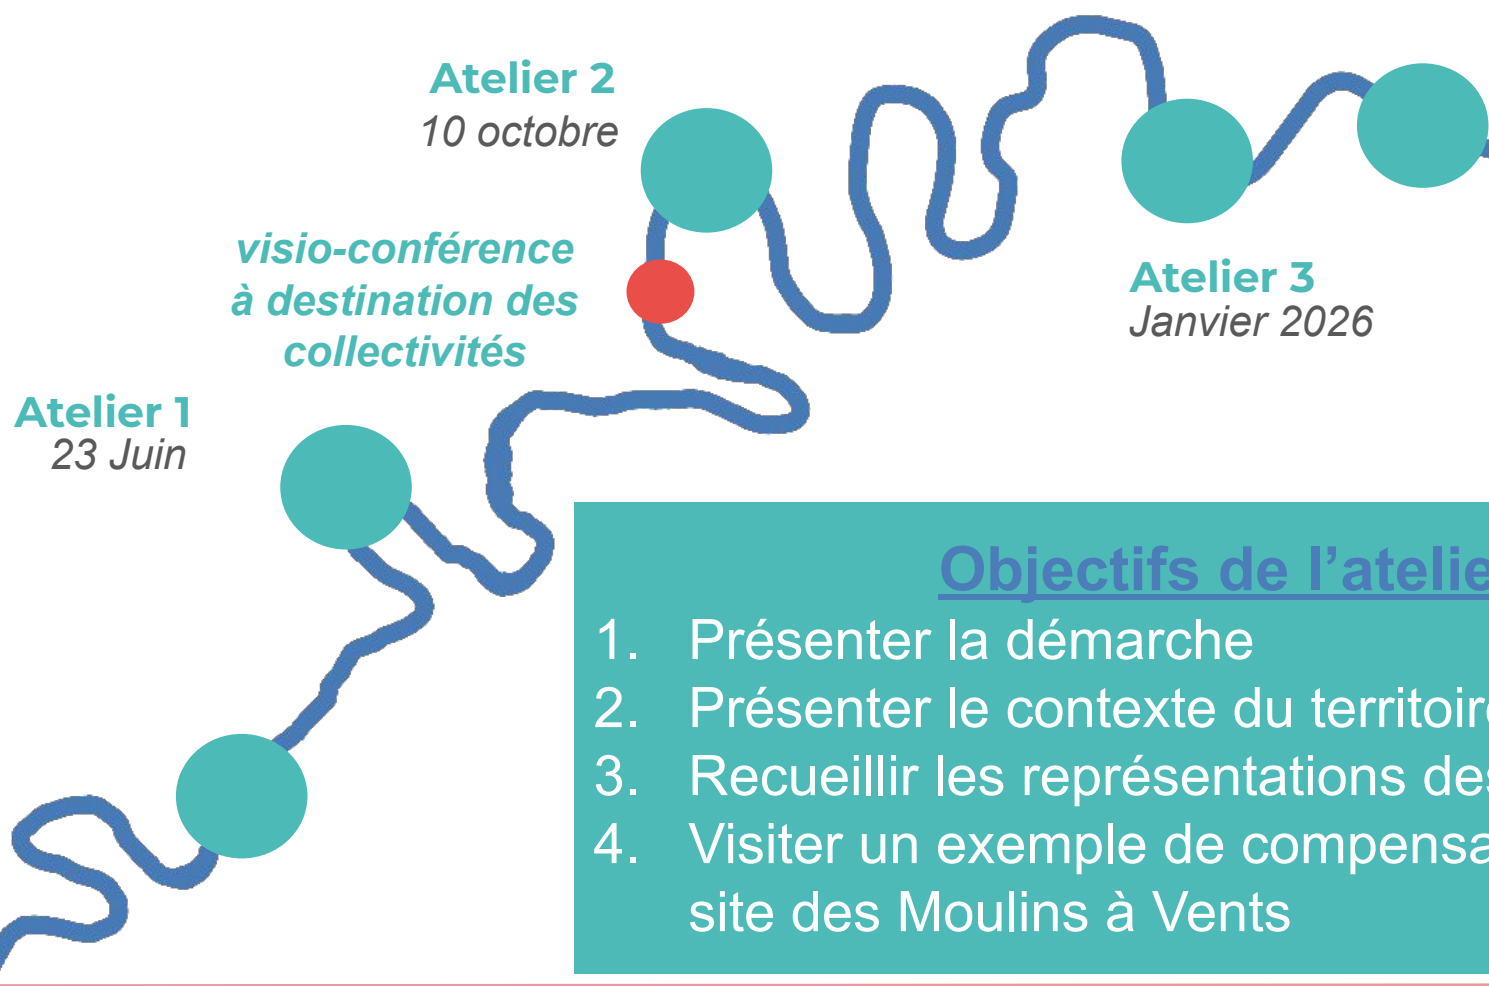 Atelier 2
10 octobre
visio-conférence
à destination des
collectivités
Atelier 3
Janvier 2026
Atelier 1
23 Juin
Objectifs de l’atelie
1. Présenter la démarche
2. Présenter le contexte du territoire
3. Recueillir les représentations des
4. Visiter un exemple de compensa
site des Moulins à Vents